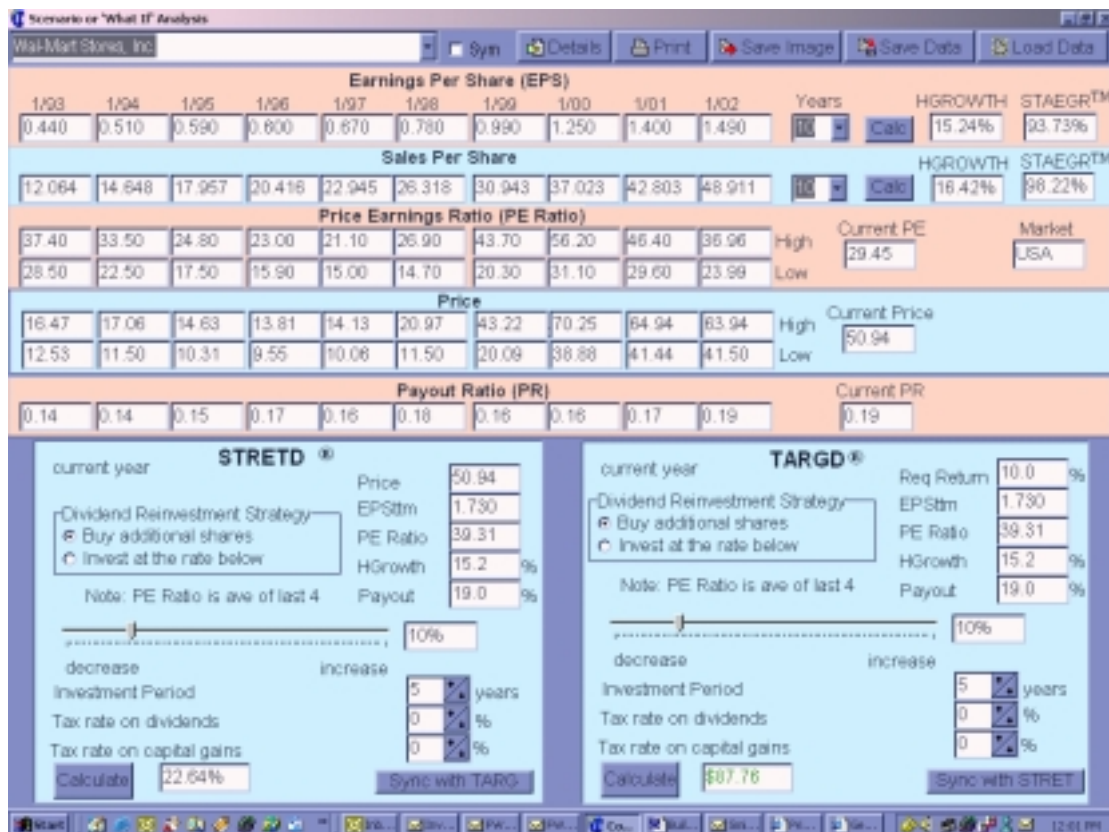 Scenario or 'What If' Analysis
Wal-Mart Stores, Inc. Sym Details Print Save Image Save Data Load Data
Earnings Per Share (EPS)
1/93 1/94 1/95 1/96 1/97 1/98 1/99 1/00 1/01 1/02 Years HGROWTH STAEGR™
0.440 0.510 0.590 0.600 0.670 0.780 0.990 1.250 1.400 1.490 10 Calc 15.24% 93.73%
Sales Per Share
HGROWTH STAEGR™
12.064 14.648 17.957 20.416 22.945 26.318 30.943 37.023 42.803 48.911 10 Calc 16.42% 98.22%
Price Earnings Ratio (PE Ratio)
Current PE Market
37.40 33.50 24.80 23.00 21.10 26.90 43.70 56.20 46.40 36.96 High 29.45 USA
28.50 22.50 17.50 15.90 15.00 14.70 20.30 31.10 29.60 23.99 Low
Price
16.47 17.06 14.63 13.81 14.13 20.97 43.22 70.25 64.94 63.94 High Current Price
12.53 11.50 10.31 9.55 10.06 11.50 20.09 38.88 41.44 41.50 Low 50.94
Payout Ratio (PR) Current PR
0.14 0.14 0.15 0.17 0.16 0.18 0.16 0.16 0.17 0.19 0.19
STRETD ®
current year
Price 50.94
Dividend Reinvestment Strategy
EPSttm 1.730
Buy additional shares
PE Ratio 39.31
Invest at the rate below
HGrowth 15.2 %
Note: PE Ratio is ave of last 4
Payout 19.0 %
10%
decrease increase
Investment Period 5 years
Tax rate on dividends 0 %
Tax rate on capital gains 0 %
Calculate 22.64% Sync with TARG
TARGD ®
current year
Req Return 10.0 %
Dividend Reinvestment Strategy
EPSttm 1.730
Buy additional shares
PE Ratio 39.31
Invest at the rate below
HGrowth 15.2 %
Note: PE Ratio is ave of last 4
Payout 19.0 %
10%
decrease increase
Investment Period 5 years
Tax rate on dividends 0 %
Tax rate on capital gains 0 %
Calculate $87.76 Sync with STRET
Start 12:01 PM